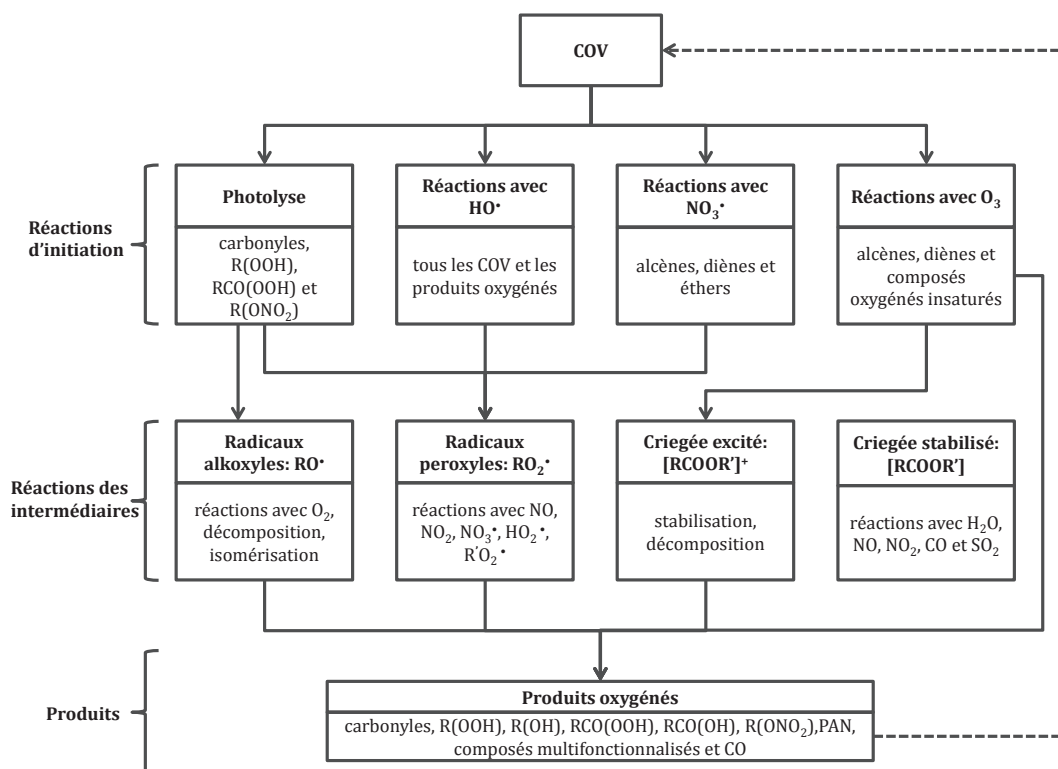 COV
Photolyse
carbonyles,
R(OOH),
RCO(OOH) et
R(ONO₂)
Réactions avec
HO•
tous les COV et les
produits oxygénés
Réactions avec
NO₃•
alcènes, diènes et
éthers
Réactions avec O₃
alcènes, diènes et
composés
oxygénés insaturés
Réactions
d'initiation
Radicaux
alkoxyles: RO•
réactions avec O₂,
décomposition,
isomérisation
Radicaux
peroxyles: RO₂•
réactions avec NO,
NO₂, NO₃•, HO₂•,
R'O₂•
Criegée excité:
[RCOOR']⁺
stabilisation,
décomposition
Criegée stabilisé:
[RCOOR']
réactions avec H₂O,
NO, NO₂, CO et SO₂
Réactions des
intermédiaires
Produits
Produits oxygénés
carbonyles, R(OOH), R(OH), RCO(OOH), RCO(OH), R(ONO₂),PAN,
composés multifonctionnalisés et CO